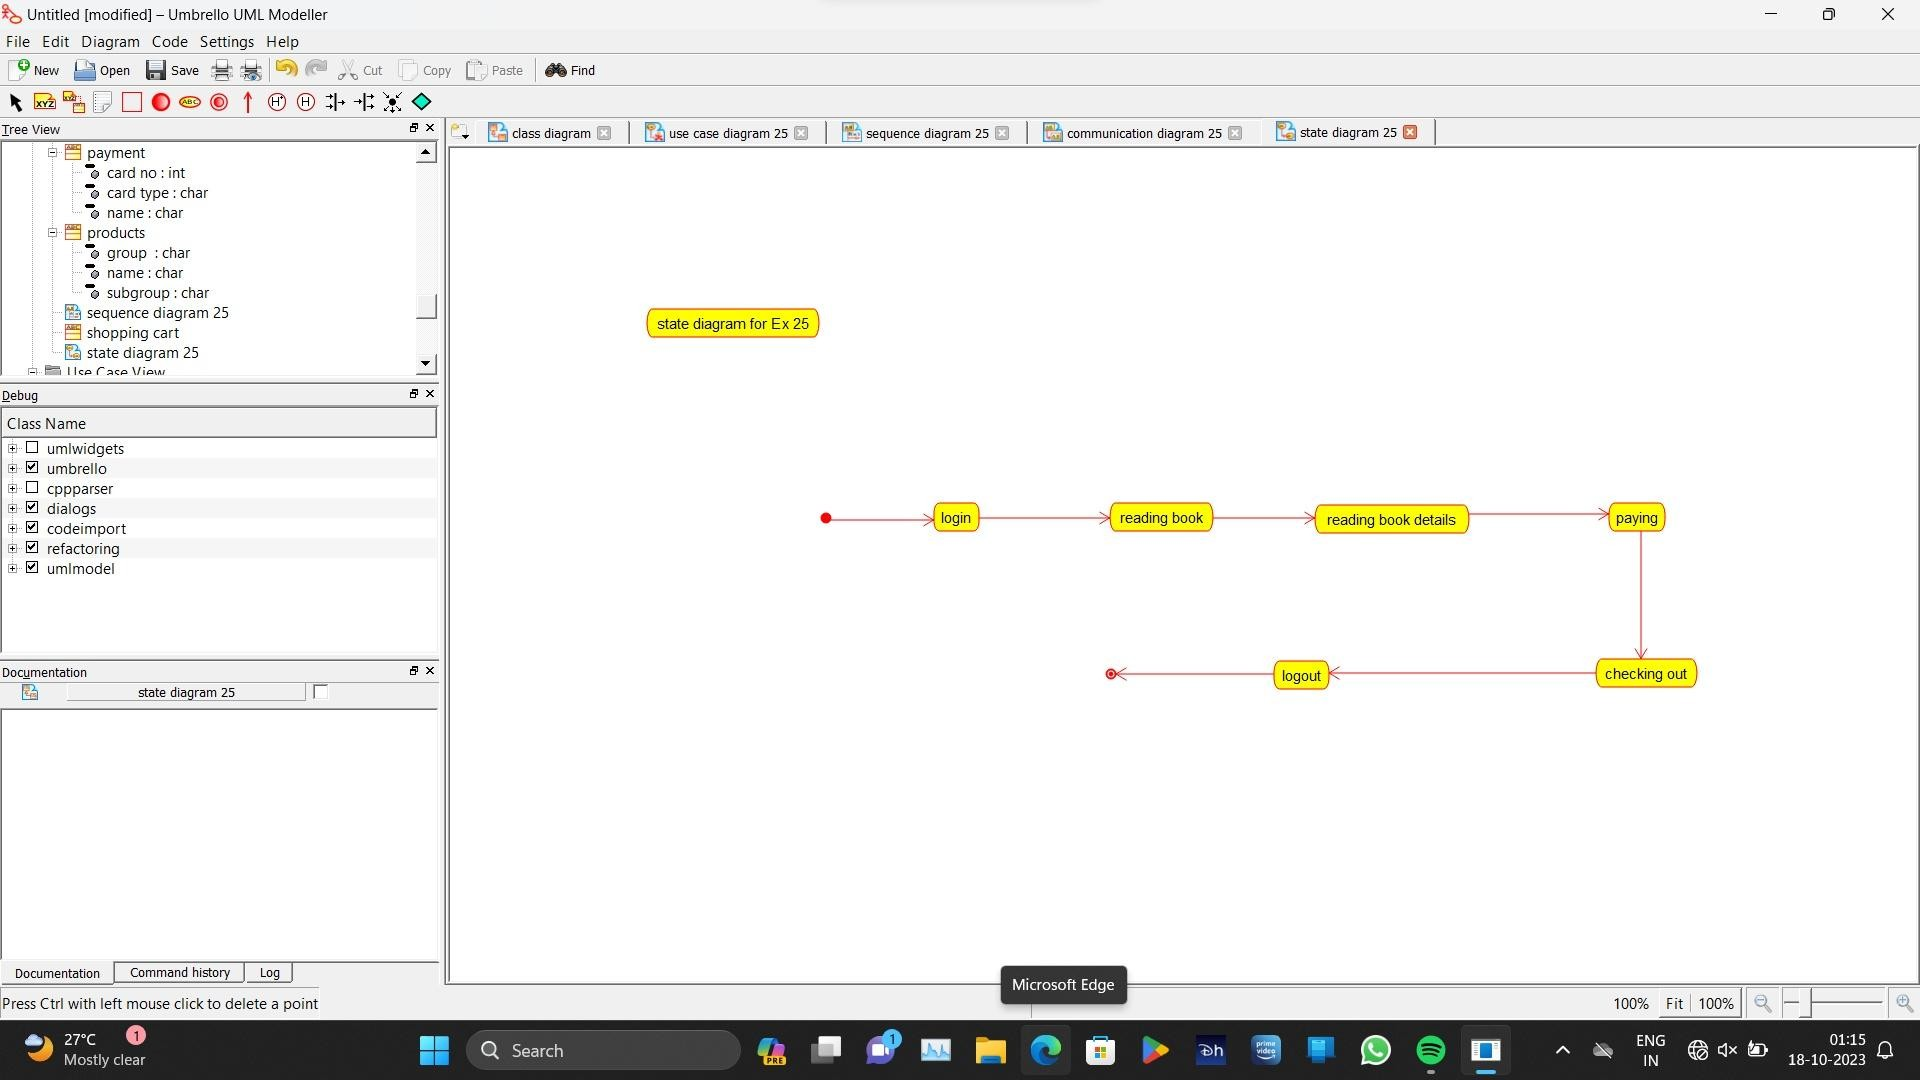 Untitled [modified] – Umbrello UML Modeller
File Edit Diagram Code Settings Help
New Open Save Cut Copy Paste Find
Tree View
class diagram
use case diagram 25
sequence diagram 25
communication diagram 25
state diagram 25
payment
card no : int
card type : char
name : char
products
group : char
name : char
subgroup : char
sequence diagram 25
shopping cart
state diagram 25
Use Case View
Debug
Class Name
umlwidgets
umbrello
cppparser
dialogs
codeimport
refactoring
umlmodel
Documentation
state diagram 25
Documentation Command history Log
Press Ctrl with left mouse click to delete a point
state diagram for Ex 25
login
reading book
reading book details
paying
logout
checking out
Microsoft Edge
100% Fit 100%
27°C
Mostly clear
1
Search
PRE
1
prime video
ENG
IN
01:15
18-10-2023